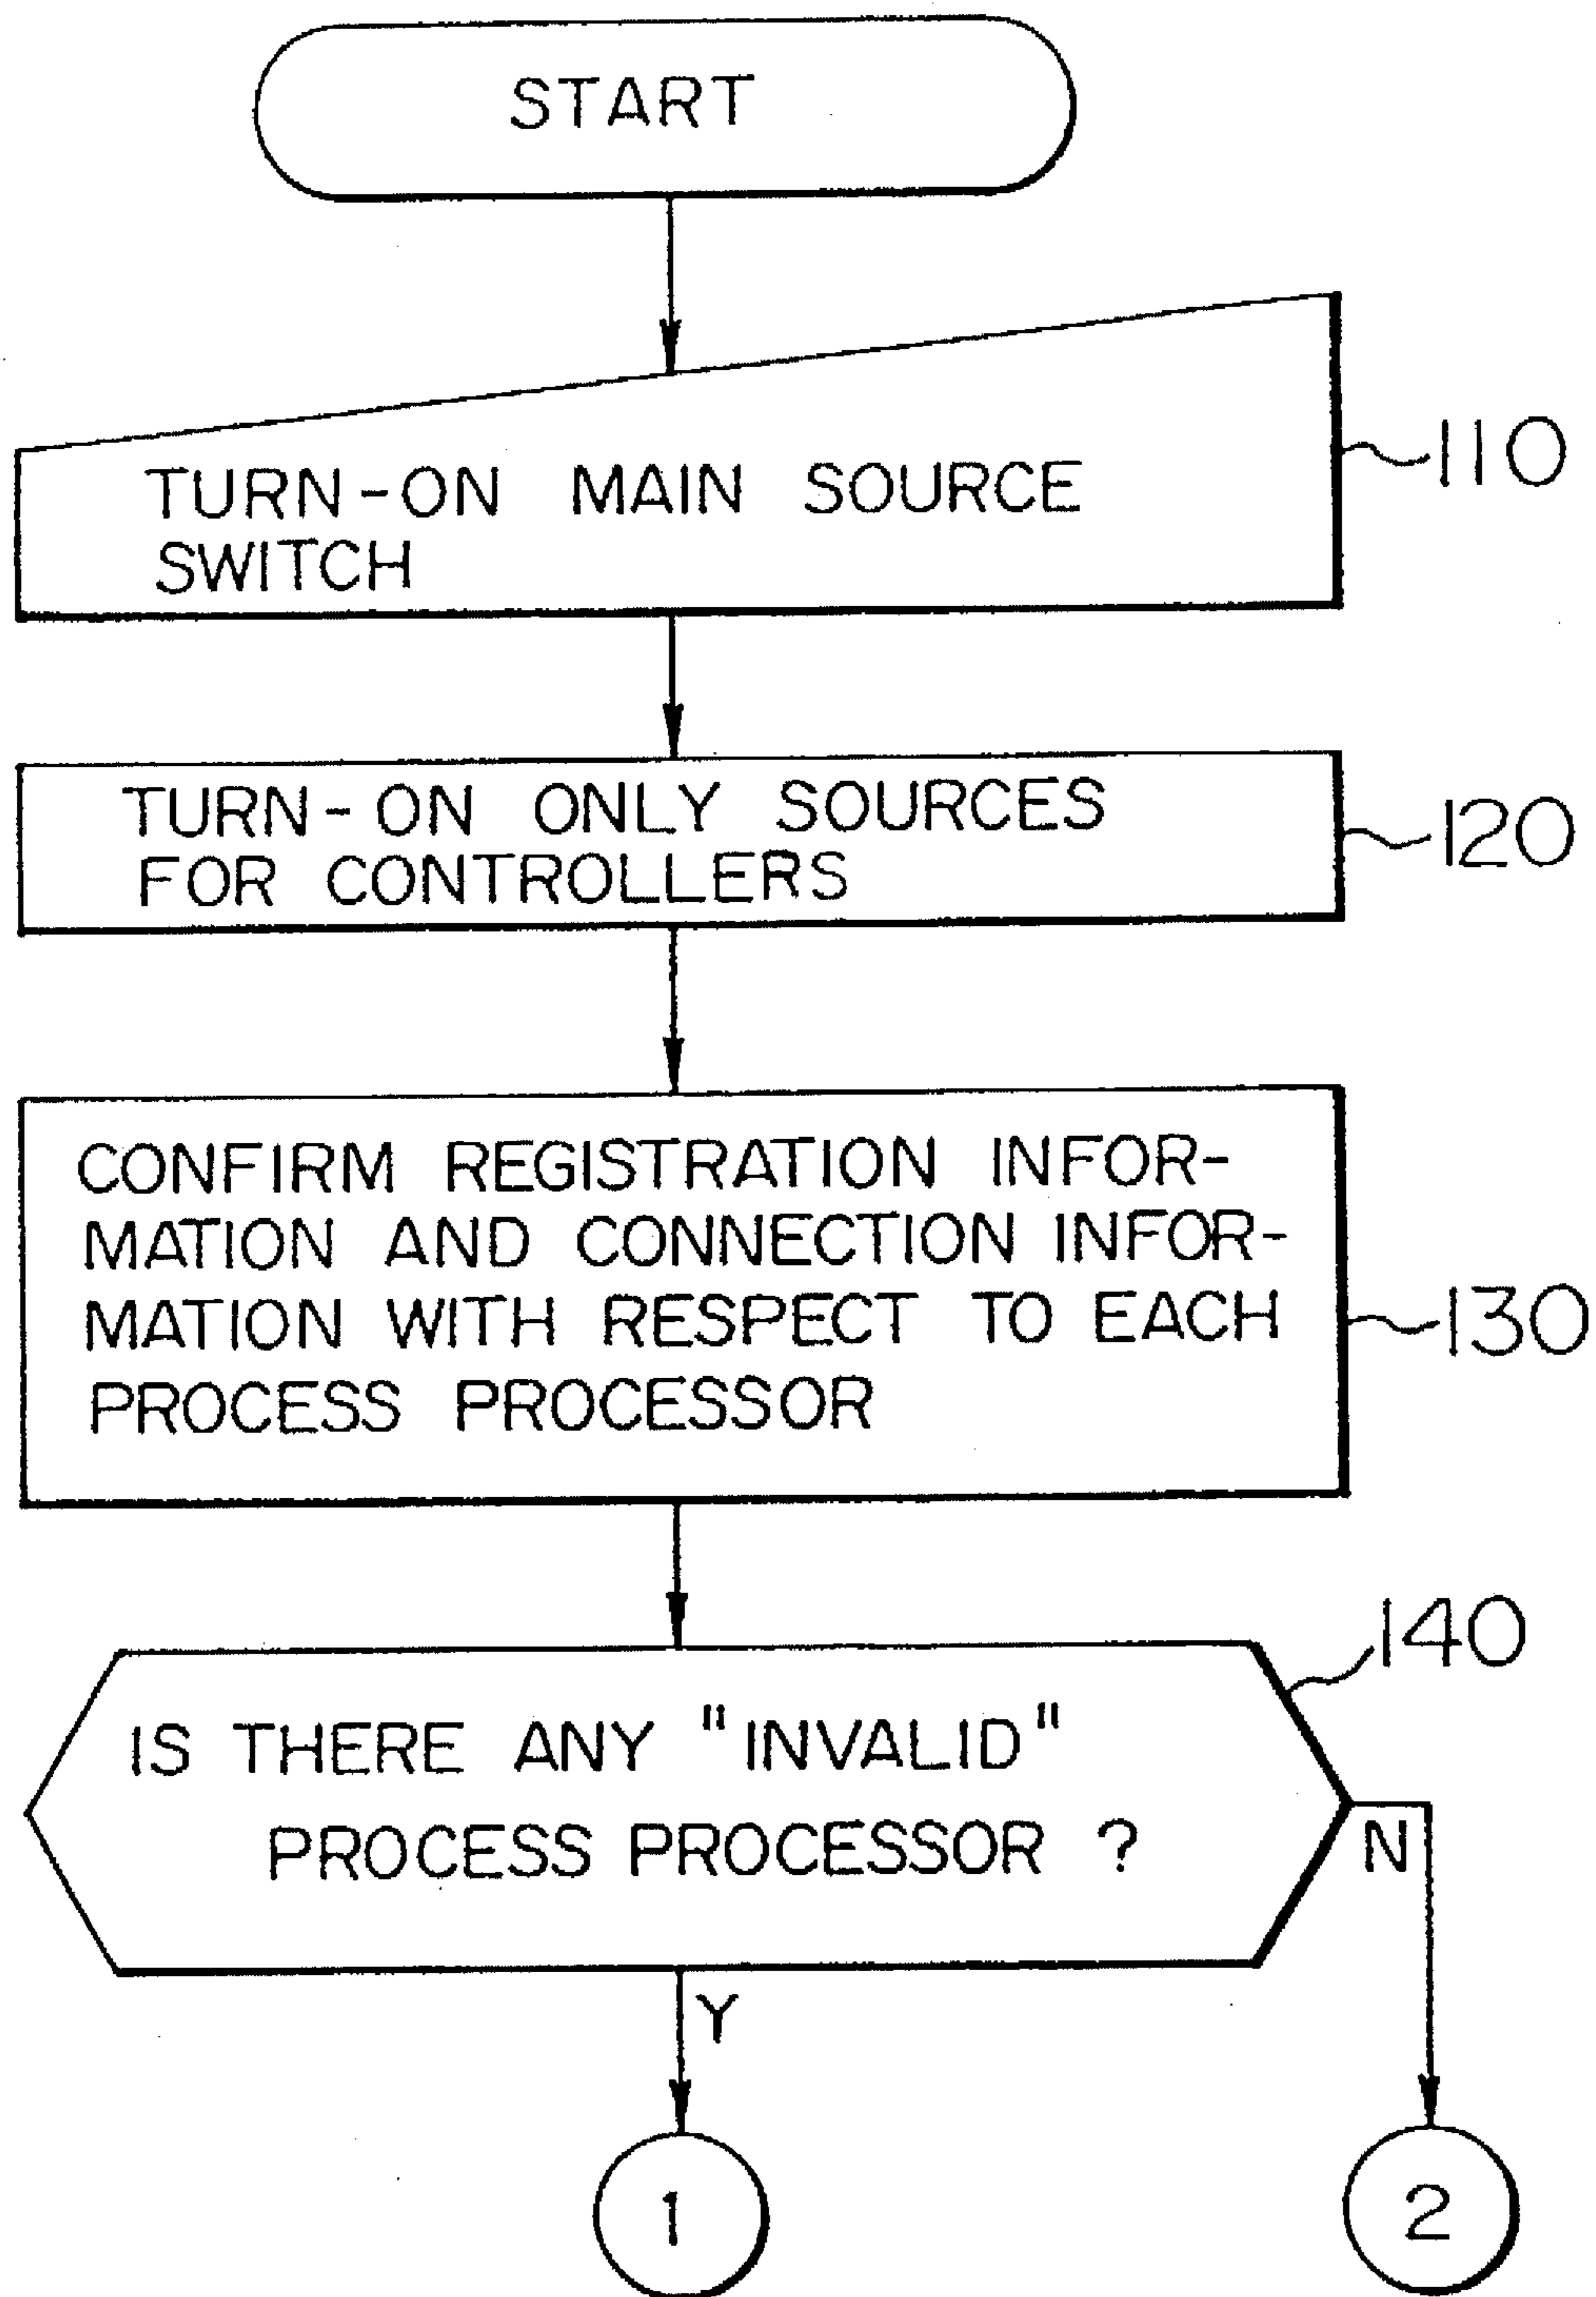 START
110
TURN-ON MAIN SOURCE
SWITCH
TURN-ON ONLY SOURCES
FOR CONTROLLERS
120
CONFIRM REGISTRATION INFOR-
MATION AND CONNECTION INFOR-
MATION WITH RESPECT TO EACH
PROCESS PROCESSOR
130
140
IS THERE ANY "INVALID"
PROCESS PROCESSOR ?
N
Y
1
2